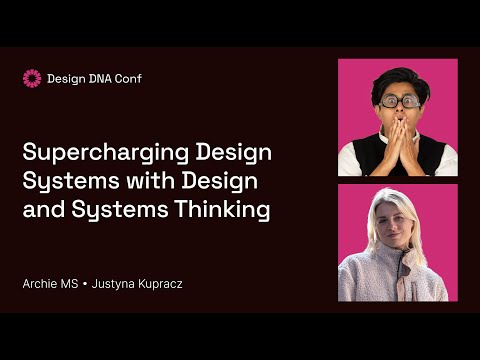 Design DNA Conf
Supercharging Design
Systems with Design
and Systems Thinking
Archie MS • Justyna Kupracz